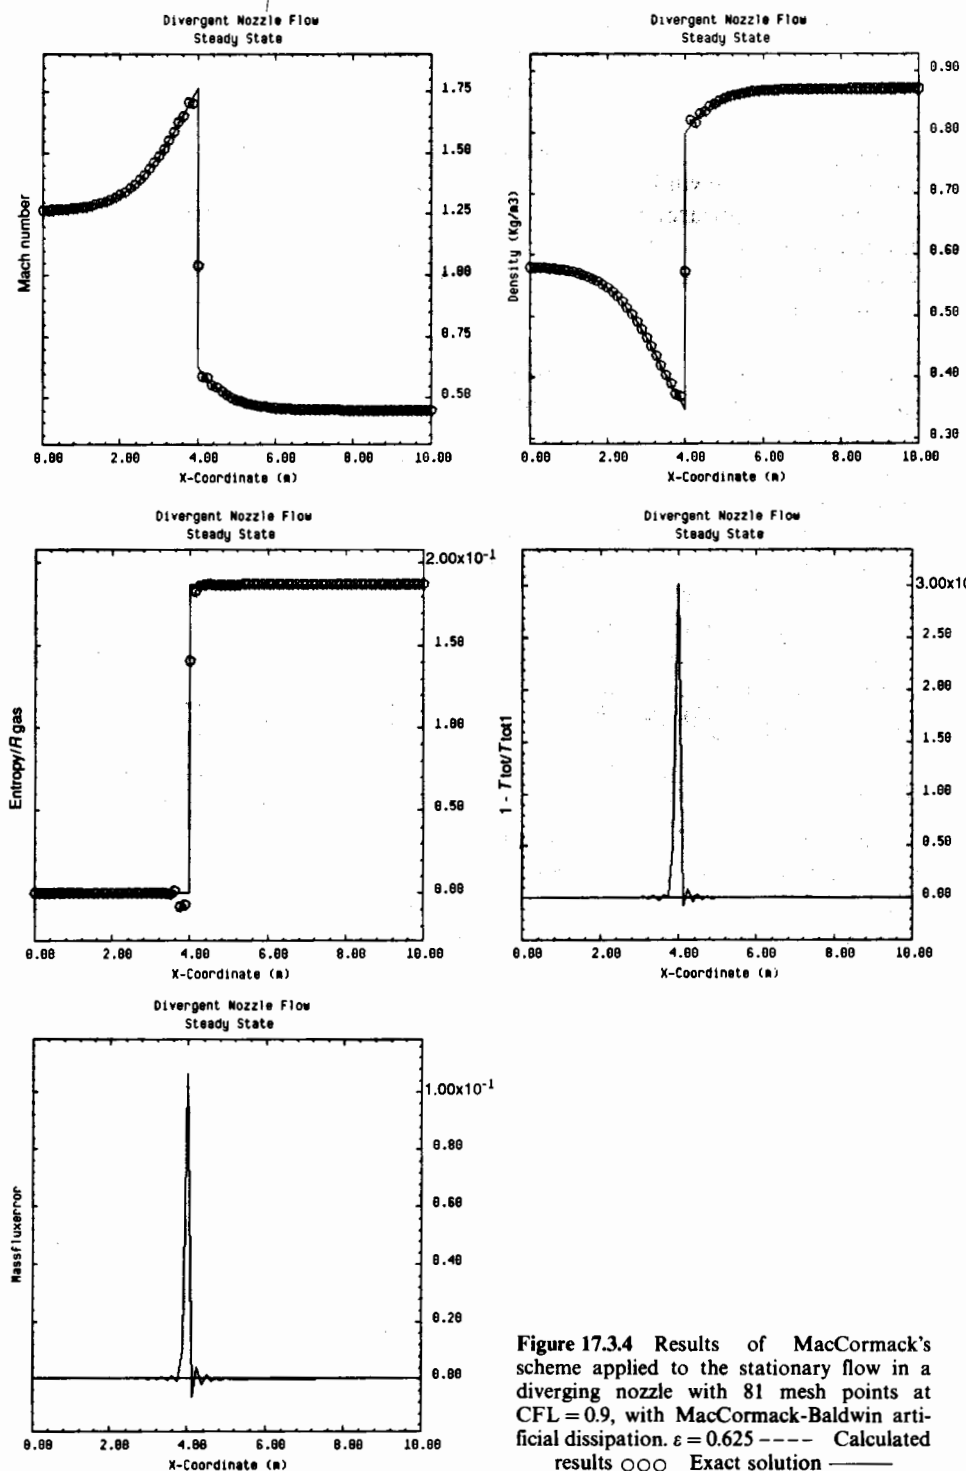 Divergent Nozzle Flow
Steady State
Mach number
1.75
1.50
1.25
1.00
0.75
0.50
0.00 2.00 4.00 6.00 8.00 10.00
X-Coordinate (m)
Divergent Nozzle Flow
Steady State
Density (Kg/m3)
0.90
0.80
0.70
0.60
0.50
0.40
0.30
0.00 2.00 4.00 6.00 8.00 10.00
X-Coordinate (m)
Divergent Nozzle Flow
Steady State
Entropy/Rgas
2.00x10⁻¹
1.50
1.00
0.50
0.00
0.00 2.00 4.00 6.00 8.00 10.00
X-Coordinate (m)
Divergent Nozzle Flow
Steady State
1 - Ttot/Ttot1
3.00x10
2.50
2.00
1.50
1.00
0.50
0.00
0.00 2.00 4.00 6.00 8.00 10.00
X-Coordinate (m)
Divergent Nozzle Flow
Steady State
Massfluxerror
1.00x10⁻¹
0.80
0.60
0.40
0.20
0.00
0.00 2.00 4.00 6.00 8.00 10.00
X-Coordinate (m)
Figure 17.3.4 Results of MacCormack's
scheme applied to the stationary flow in a
diverging nozzle with 81 mesh points at
CFL = 0.9, with MacCormack-Baldwin arti-
ficial dissipation. ε = 0.625 ---- Calculated
results ○○○ Exact solution ——